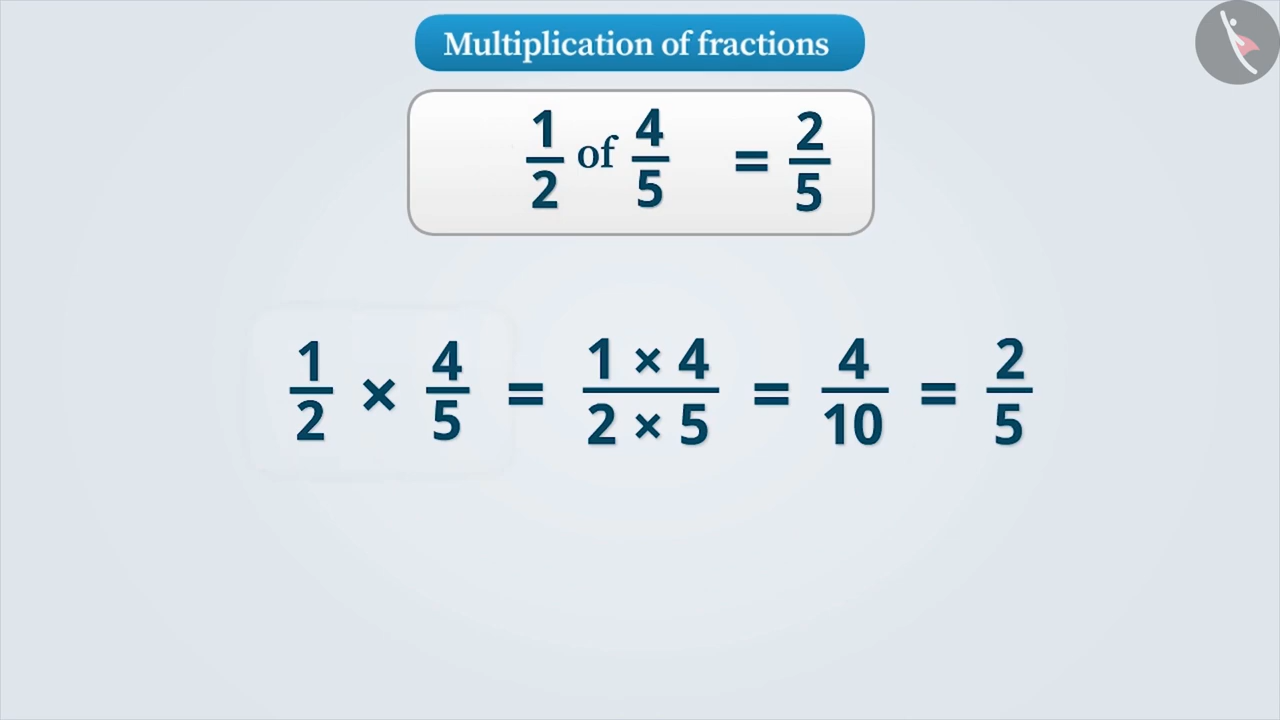 Multiplication of fractions
1/2 of 4/5 = 2/5
1/2 × 4/5 = 1 × 4/2 × 5 = 4/10 = 2/5